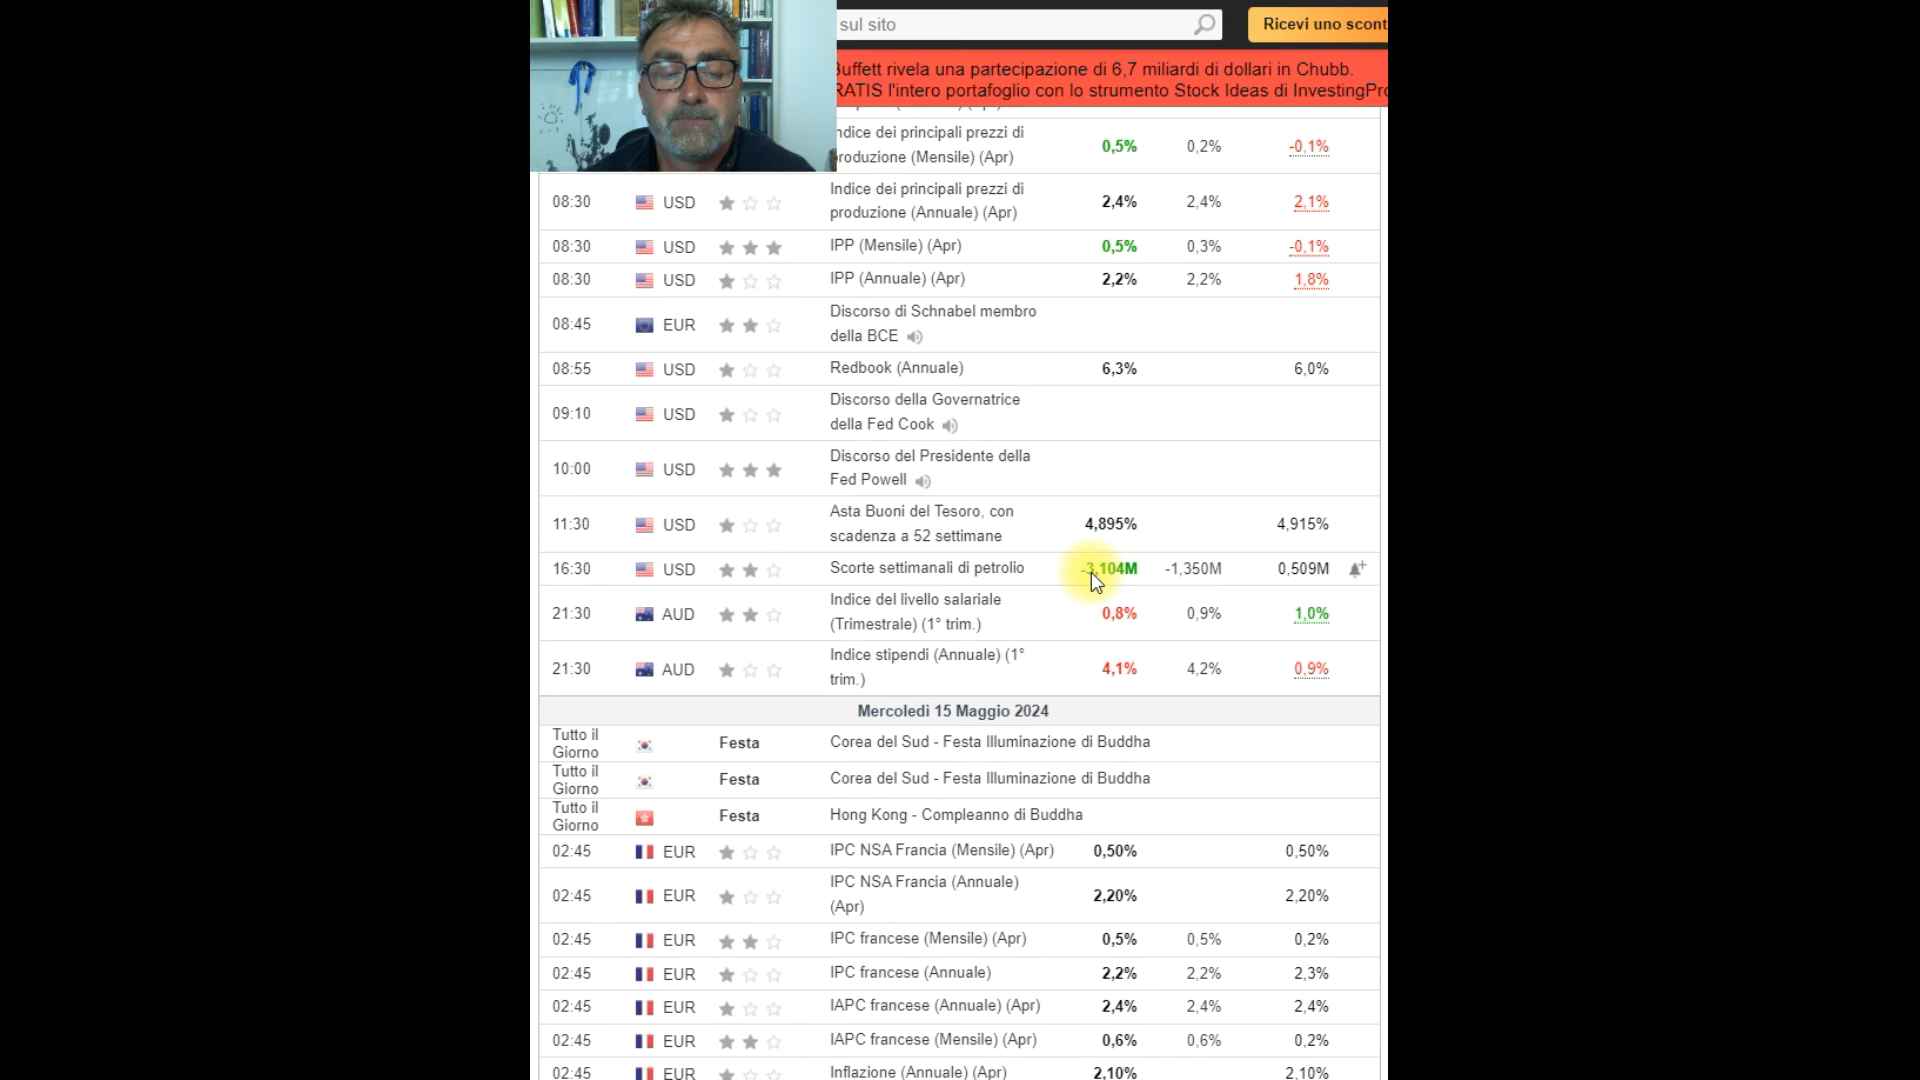 sul sito
Ricevi uno scont
Buffett rivela una partecipazione di 6,7 miliardi di dollari in Chubb.
RATIS l'intero portafoglio con lo strumento Stock Ideas di InvestingPro
ndice dei principali prezzi di
produzione (Mensile) (Apr) 0,5% 0,2% -0,1%
08:30 USD Indice dei principali prezzi di
produzione (Annuale) (Apr) 2,4% 2,4% 2,1%
08:30 USD IPP (Mensile) (Apr) 0,5% 0,3% -0,1%
08:30 USD IPP (Annuale) (Apr) 2,2% 2,2% 1,8%
08:45 EUR Discorso di Schnabel membro
della BCE
08:55 USD Redbook (Annuale) 6,3% 6,0%
09:10 USD Discorso della Governatrice
della Fed Cook
10:00 USD Discorso del Presidente della
Fed Powell
11:30 USD Asta Buoni del Tesoro, con
scadenza a 52 settimane 4,895% 4,915%
16:30 USD Scorte settimanali di petrolio -3,104M -1,350M 0,509M
21:30 AUD Indice del livello salariale
(Trimestrale) (1° trim.) 0,8% 0,9% 1,0%
21:30 AUD Indice stipendi (Annuale) (1°
trim.) 4,1% 4,2% 0,9%
Mercoledì 15 Maggio 2024
Tutto il
Giorno Festa Corea del Sud - Festa Illuminazione di Buddha
Tutto il
Giorno Festa Corea del Sud - Festa Illuminazione di Buddha
Tutto il
Giorno Festa Hong Kong - Compleanno di Buddha
02:45 EUR IPC NSA Francia (Mensile) (Apr) 0,50% 0,50%
02:45 EUR IPC NSA Francia (Annuale)
(Apr) 2,20% 2,20%
02:45 EUR IPC francese (Mensile) (Apr) 0,5% 0,5% 0,2%
02:45 EUR IPC francese (Annuale) 2,2% 2,2% 2,3%
02:45 EUR IAPC francese (Annuale) (Apr) 2,4% 2,4% 2,4%
02:45 EUR IAPC francese (Mensile) (Apr) 0,6% 0,6% 0,2%
02:45 EUR Inflazione (Annuale) (Apr) 2,10% 2,10%